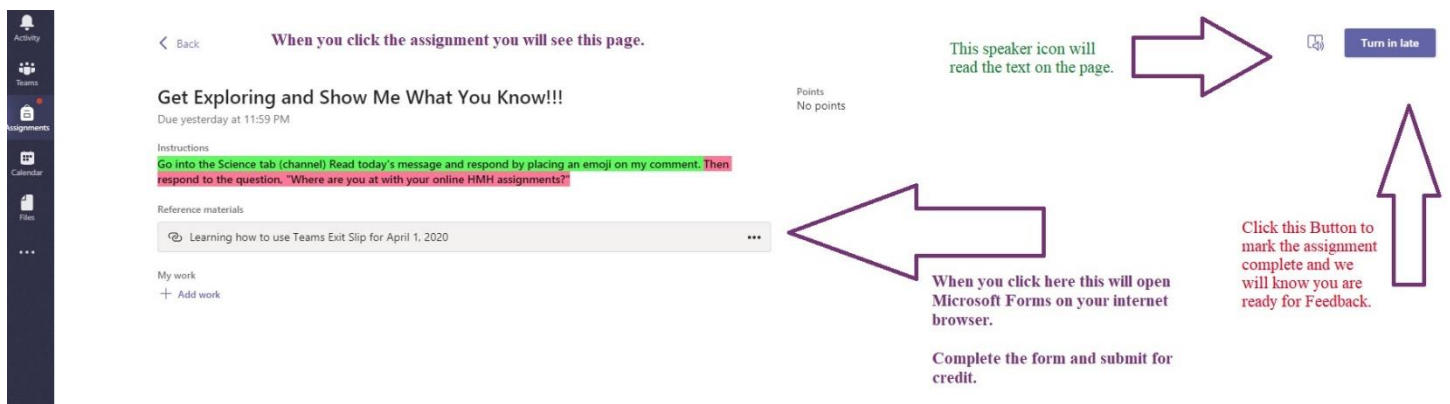 Activity
Teams
Assignments
Calendar
Files
...
Back
When you click the assignment you will see this page.
This speaker icon will
read the text on the page.
Turn in late
Get Exploring and Show Me What You Know!!!
Due yesterday at 11:59 PM
Points
No points
Instructions
Go into the Science tab (channel) Read today's message and respond by placing an emoji on my comment. Then
respond to the question, "Where are you at with your online HMH assignments?"
Reference materials
Learning how to use Teams Exit Slip for April 1, 2020
...
My work
+ Add work
When you click here this will open
Microsoft Forms on your internet
browser.
Complete the form and submit for
credit.
Click this Button to
mark the assignment
complete and we
will know you are
ready for Feedback.